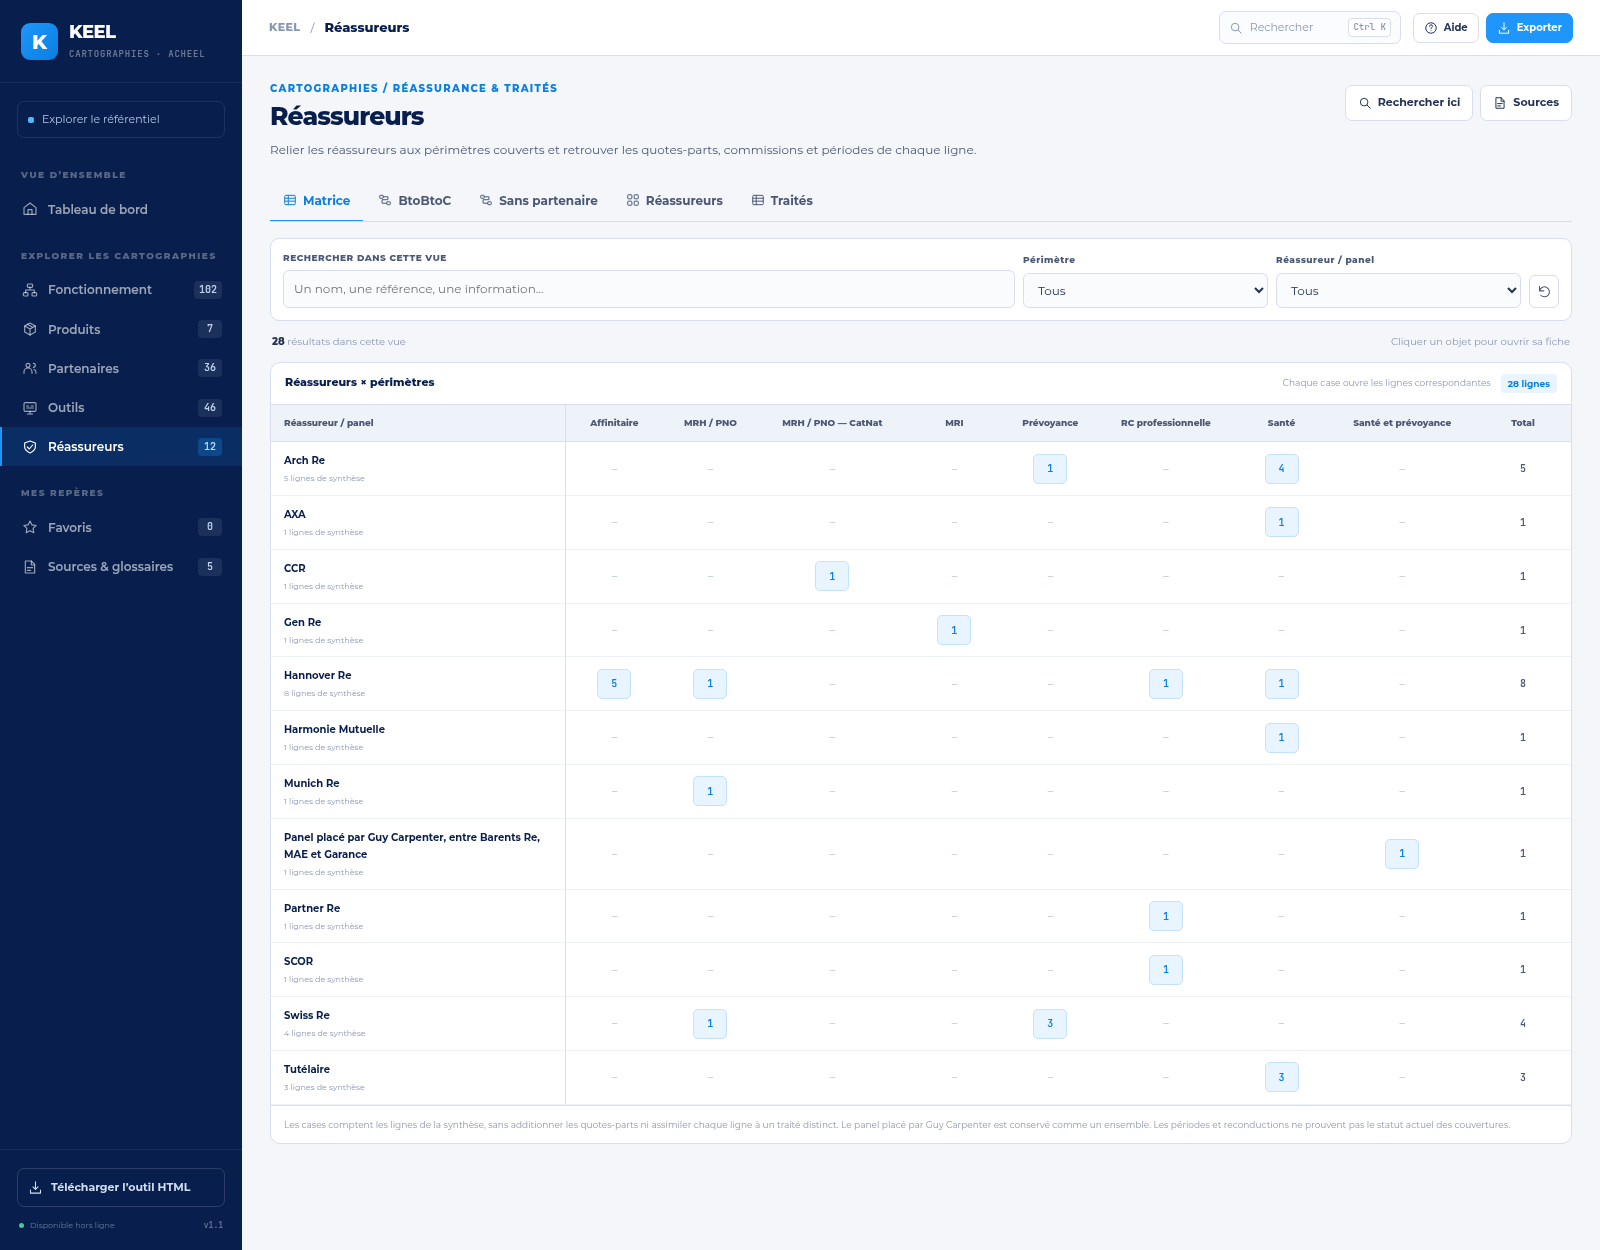 K
KEEL
CARTOGRAPHIES · ACHEEL
Explorer le référentiel
VUE D'ENSEMBLE
Tableau de bord
EXPLORER LES CARTOGRAPHIES
Fonctionnement 102
Produits 7
Partenaires 36
Outils 46
Réassureurs 12
MES REPÈRES
Favoris 0
Sources & glossaires 5
Télécharger l'outil HTML
Disponible hors ligne v1.1
KEEL / Réassureurs
Rechercher Ctrl K
Aide
Exporter
CARTOGRAPHIES / RÉASSURANCE & TRAITÉS
Réassureurs
Relier les réassureurs aux périmètres couverts et retrouver les quotes-parts, commissions et périodes de chaque ligne.
Rechercher ici
Sources
Matrice BtoBtoC Sans partenaire Réassureurs Traités
RECHERCHER DANS CETTE VUE Périmètre Réassureur / panel
Un nom, une référence, une information... Tous Tous
28 résultats dans cette vue Cliquer un objet pour ouvrir sa fiche
Réassureurs × périmètres Chaque case ouvre les lignes correspondantes 28 lignes
Réassureur / panel Affinitaire MRH / PNO MRH / PNO — CatNat MRI Prévoyance RC professionnelle Santé Santé et prévoyance Total
Arch Re – – – – 1 – 4 – 5
5 lignes de synthèse
AXA – – – – – – 1 – 1
1 lignes de synthèse
CCR – – 1 – – – – – 1
1 lignes de synthèse
Gen Re – – – 1 – – – – 1
1 lignes de synthèse
Hannover Re 5 1 – – – 1 1 – 8
8 lignes de synthèse
Harmonie Mutuelle – – – – – – 1 – 1
1 lignes de synthèse
Munich Re – 1 – – – – – – 1
1 lignes de synthèse
Panel placé par Guy Carpenter, entre Barents Re,
MAE et Garance – – – – – – – 1 1
1 lignes de synthèse
Partner Re – – – – – 1 – – 1
1 lignes de synthèse
SCOR – – – – – 1 – – 1
1 lignes de synthèse
Swiss Re – 1 – – 3 – – – 4
4 lignes de synthèse
Tutélaire – – – – – – 3 – 3
3 lignes de synthèse
Les cases comptent les lignes de la synthèse, sans additionner les quotes-parts ni assimiler chaque ligne à un traité distinct. Le panel placé par Guy Carpenter est conservé comme un ensemble. Les périodes et reconductions ne prouvent pas le statut actuel des couvertures.